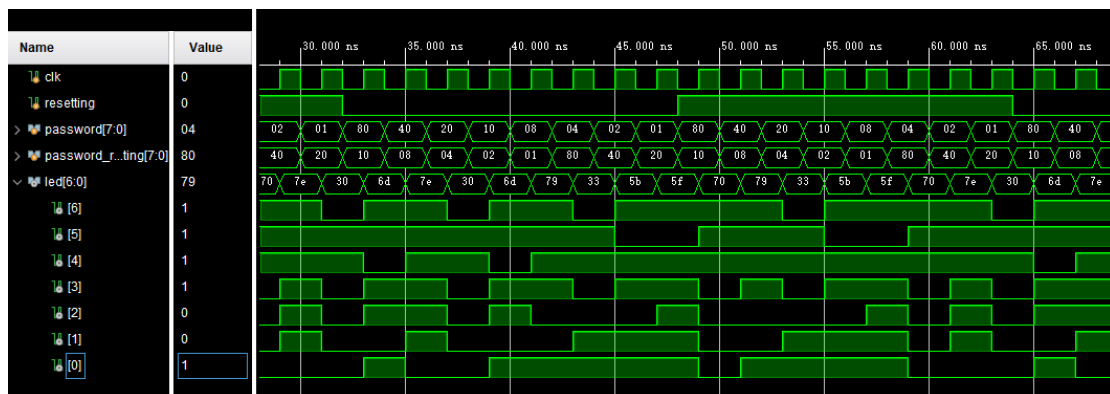 Name Value 30.000 ns 35.000 ns 40.000 ns 45.000 ns 50.000 ns 55.000 ns 60.000 ns 65.000 ns
clk 0
resetting 0
password[7:0] 04 02 01 80 40 20 10 08 04 02 01 80 40 20 10 08 04 02 01 80 40
password_r...ting[7:0] 80 40 20 10 08 04 02 01 80 40 20 10 08 04 02 01 80 40 20 10 08
led[6:0] 79 70 7e 30 6d 7e 30 6d 79 33 5b 5f 70 79 33 5b 5f 70 7e 30 6d 7e
[6] 1
[5] 1
[4] 1
[3] 1
[2] 0
[1] 0
[0] 1